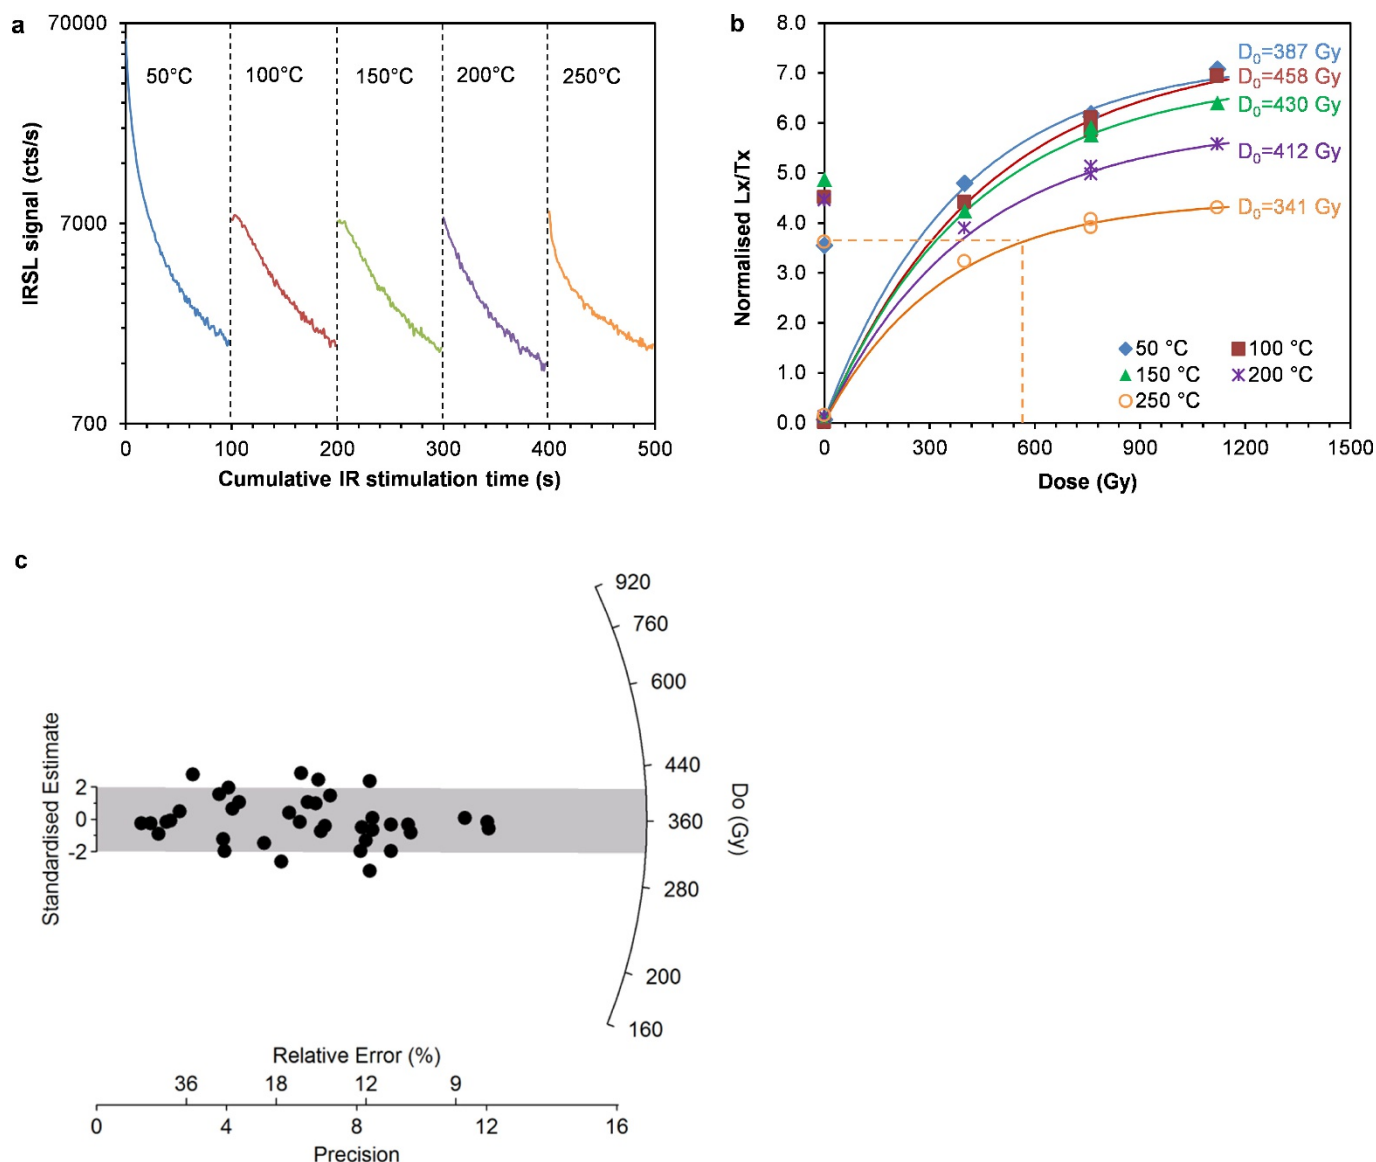 a
70000
7000
700
IRSL signal (cts/s)
50°C
100°C
150°C
200°C
250°C
0 100 200 300 400 500
Cumulative IR stimulation time (s)
b
8.0
7.0
6.0
5.0
4.0
3.0
2.0
1.0
0.0
Normalised Lx/Tx
D0=387 Gy
D0=458 Gy
D0=430 Gy
D0=412 Gy
D0=341 Gy
50 °C 100 °C
150 °C 200 °C
250 °C
0 300 600 900 1200 1500
Dose (Gy)
c
Standardised Estimate
2
0
-2
920
760
600
440
360
280
200
160
Do (Gy)
Relative Error (%)
36 18 12 9
0 4 8 12 16
Precision